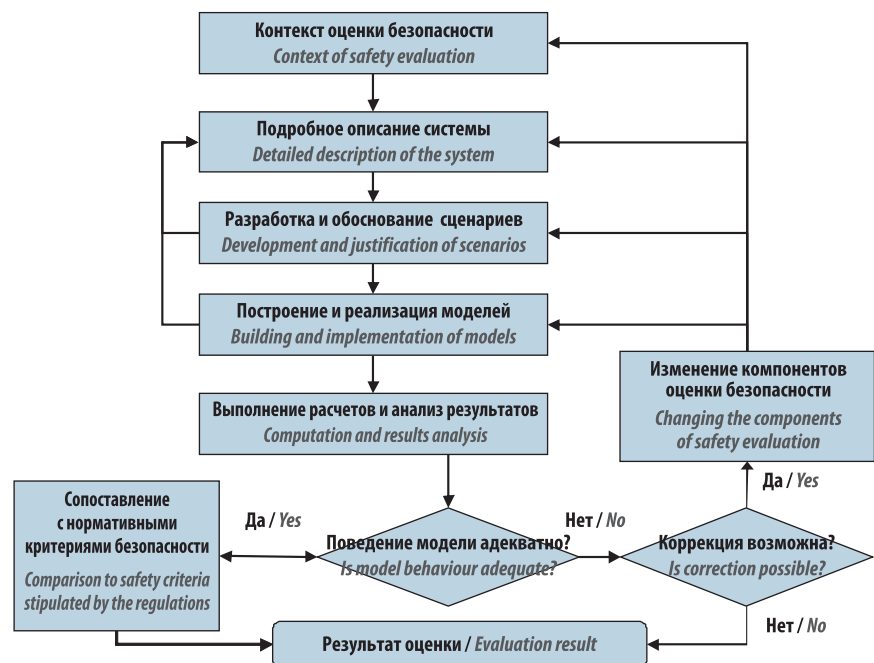 Контекст оценки безопасности
Context of safety evaluation
Подробное описание системы
Detailed description of the system
Разработка и обоснование сценариев
Development and justification of scenarios
Построение и реализация моделей
Building and implementation of models
Изменение компонентов
оценки безопасности
Changing the components
of safety evaluation
Выполнение расчетов и анализ результатов
Computation and results analysis
Да / Yes
Сопоставление
с нормативными
критериями безопасности
Comparison to safety criteria
stipulated by the regulations
Да / Yes
Поведение модели адекватно?
Is model behaviour adequate?
Нет / No
Коррекция возможна?
Is correction possible?
Нет / No
Результат оценки / Evaluation result